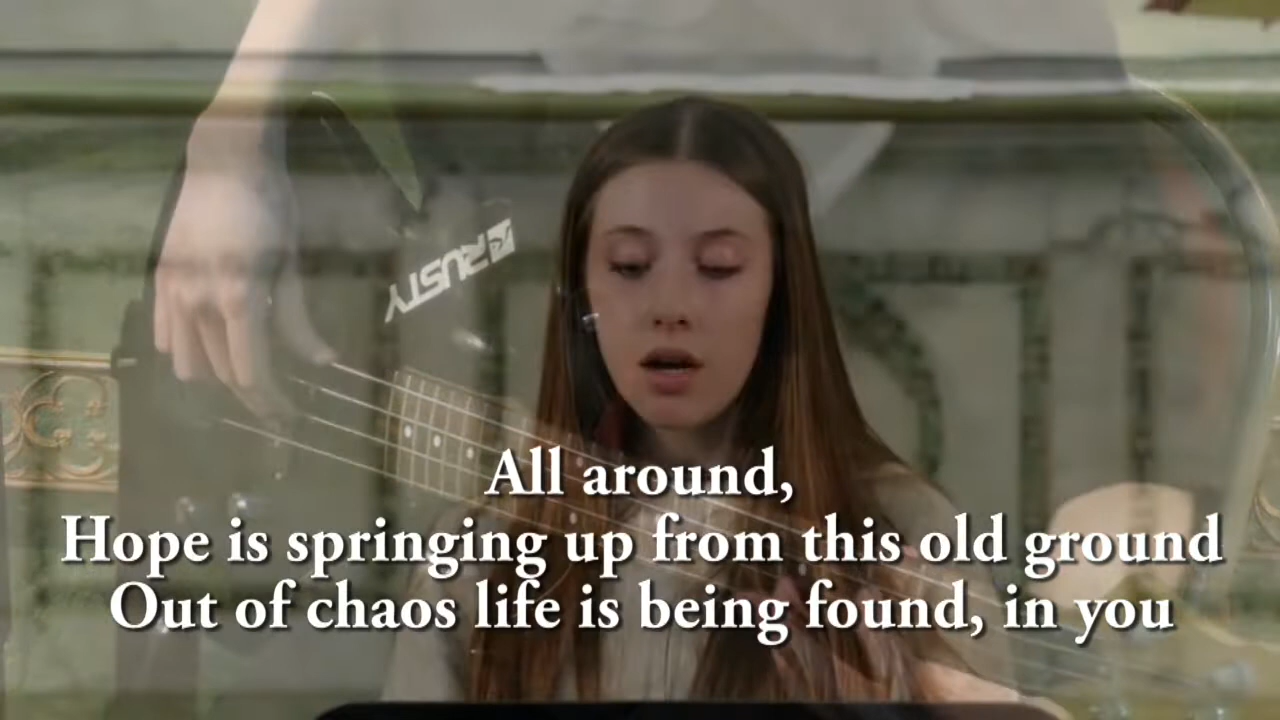 RUSTY
All around,
Hope is springing up from this old ground
Out of chaos life is being found, in you